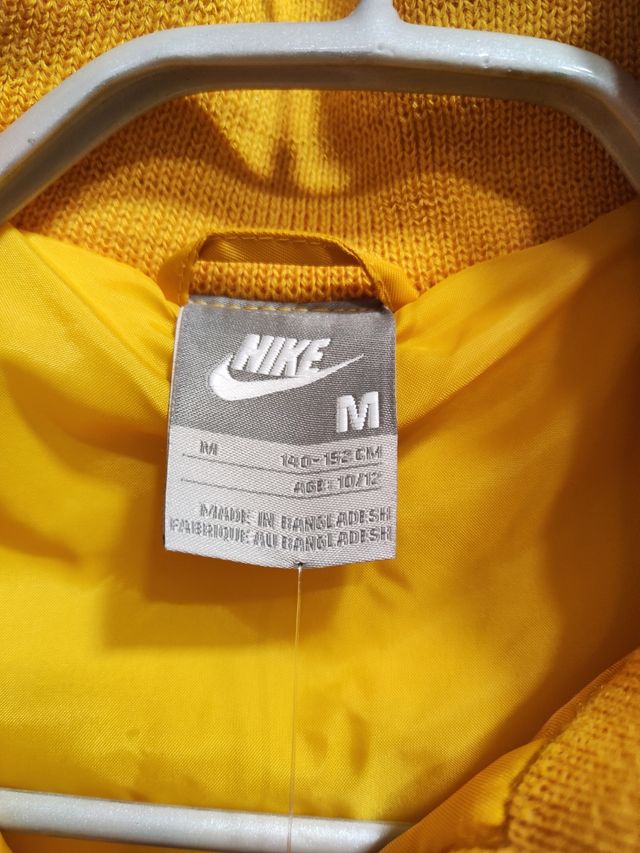 NIKE
M
M 140-152 CM
AGE: 10/12
MADE IN BANGLADESH
FABRIQUE AU BANGLADESH